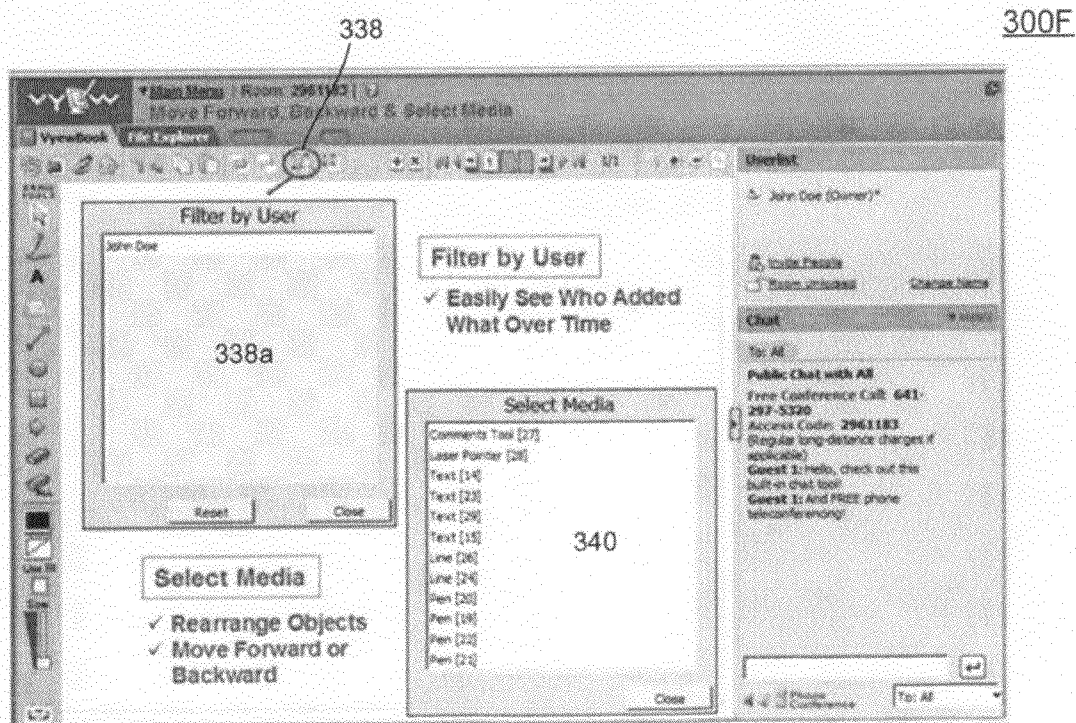 338
300F
VYEW
Main Menu | Room: 2961183 |
Move Forward, Backward & Select Media
VyewBook File Explorer
1/1
Userlist
John Doe (Owner)*
Invite People
Room Unlocked Change Name
Chat
To: All
Public Chat with All
Free Conference Call: 641-
297-5320
Access Code: 2961183
(Regular long-distance charges if
applicable)
Guest 1: Hello, check out this
built-in chat tool!
Guest 1: And FREE phone
teleconferencing!
Phone
Conference
To: All
A
Filter by User
John Doe
338a
Reset Close
Filter by User
✓ Easily See Who Added
What Over Time
Select Media
✓ Rearrange Objects
✓ Move Forward or
Backward
Select Media
Comments Tool [27]
Laser Pointer [28]
Text [14]
Text [23]
Text [29]
Text [15]
Line [26]
Line [24]
Pen [20]
Pen [19]
Pen [22]
Pen [21]
340
Close